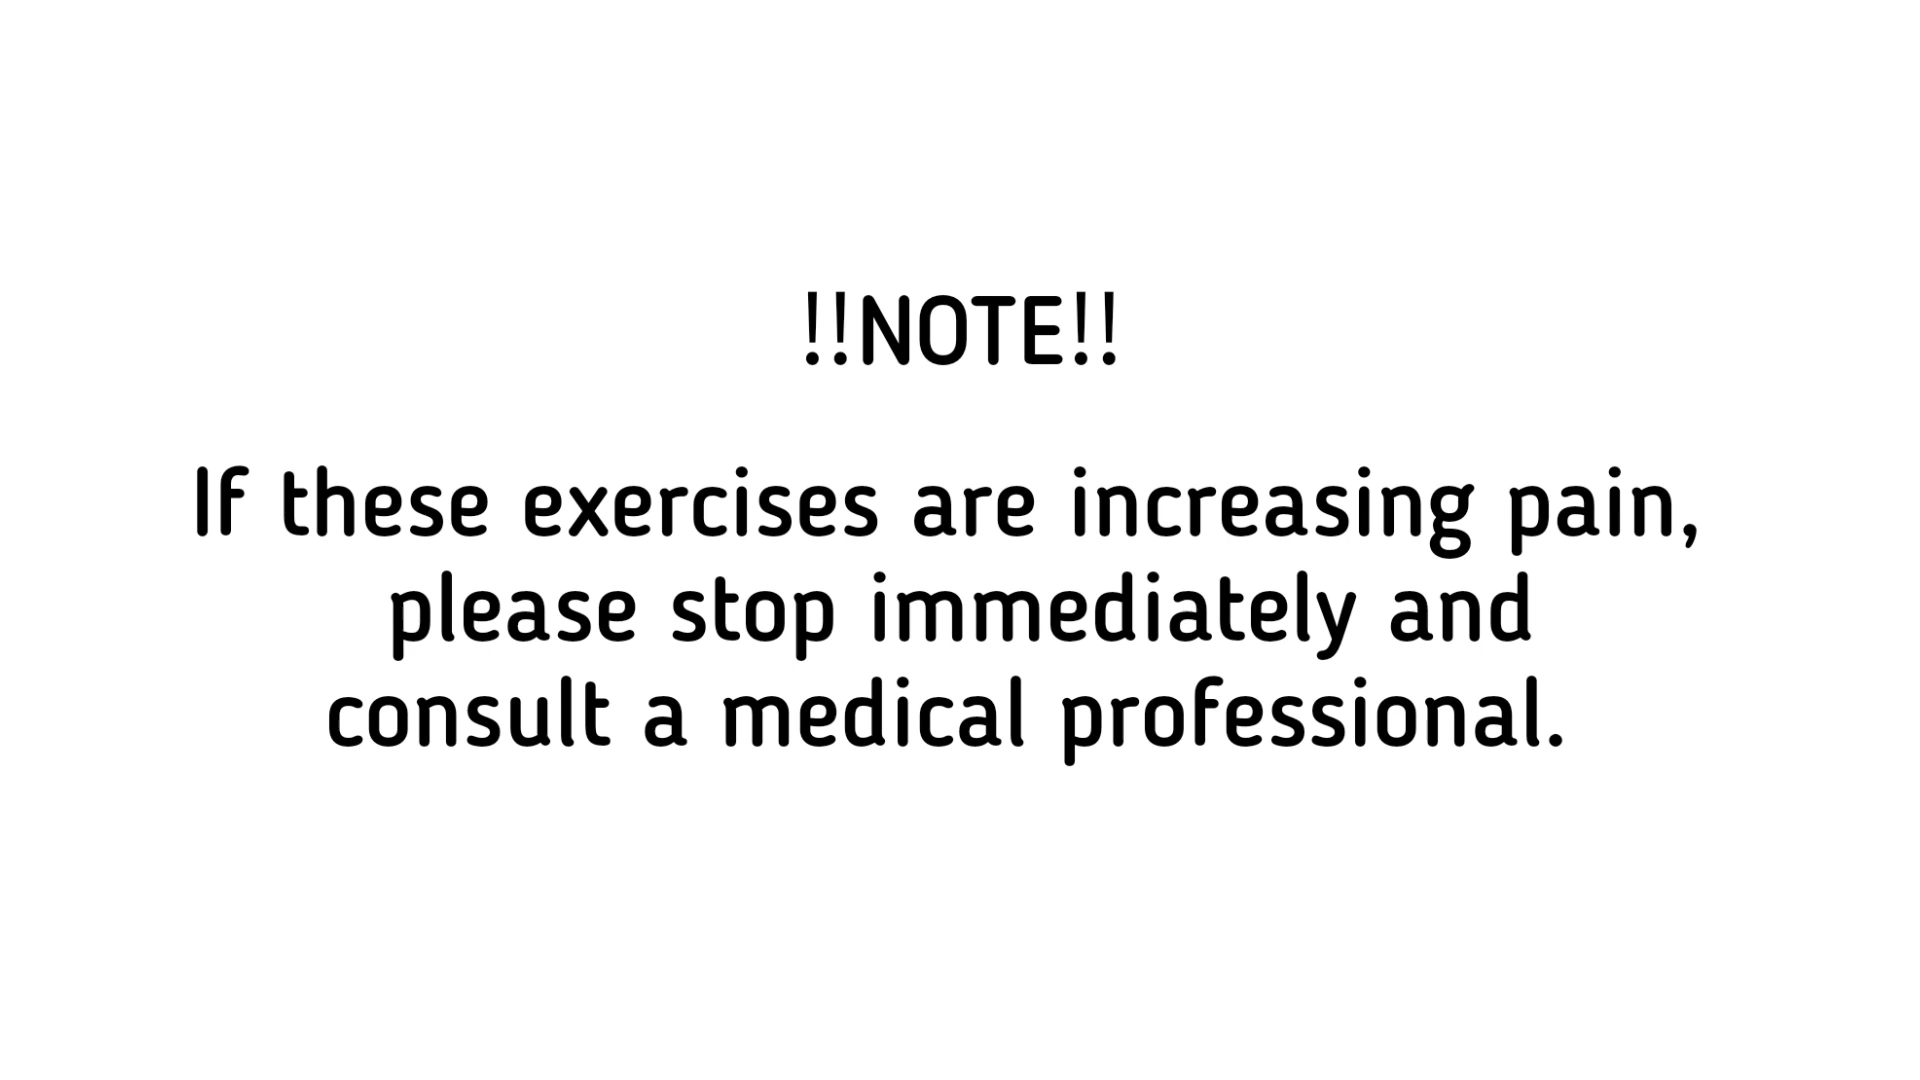 !!NOTE!!
If these exercises are increasing pain,
please stop immediately and
consult a medical professional.